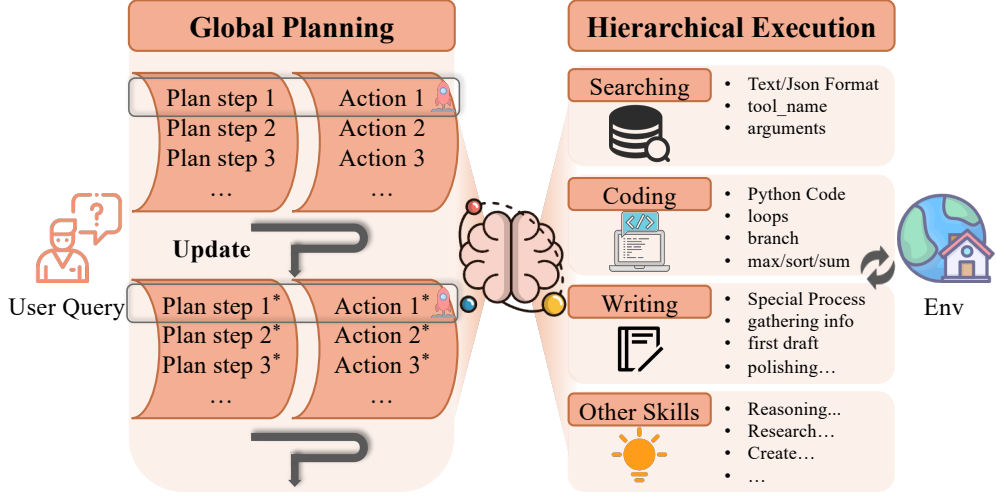 Global Planning
Plan step 1
Action 1
Plan step 2
Action 2
Plan step 3
Action 3
…
…
Update
Plan step 1*
Action 1*
Plan step 2*
Action 2*
Plan step 3*
Action 3*
…
…
User Query
Hierarchical Execution
Searching
• Text/Json Format
• tool_name
• arguments
Coding
</>
• Python Code
• loops
• branch
• max/sort/sum
Writing
• Special Process
• gathering info
• first draft
• polishing…
Other Skills
• Reasoning...
• Research…
• Create…
• …
Env
?